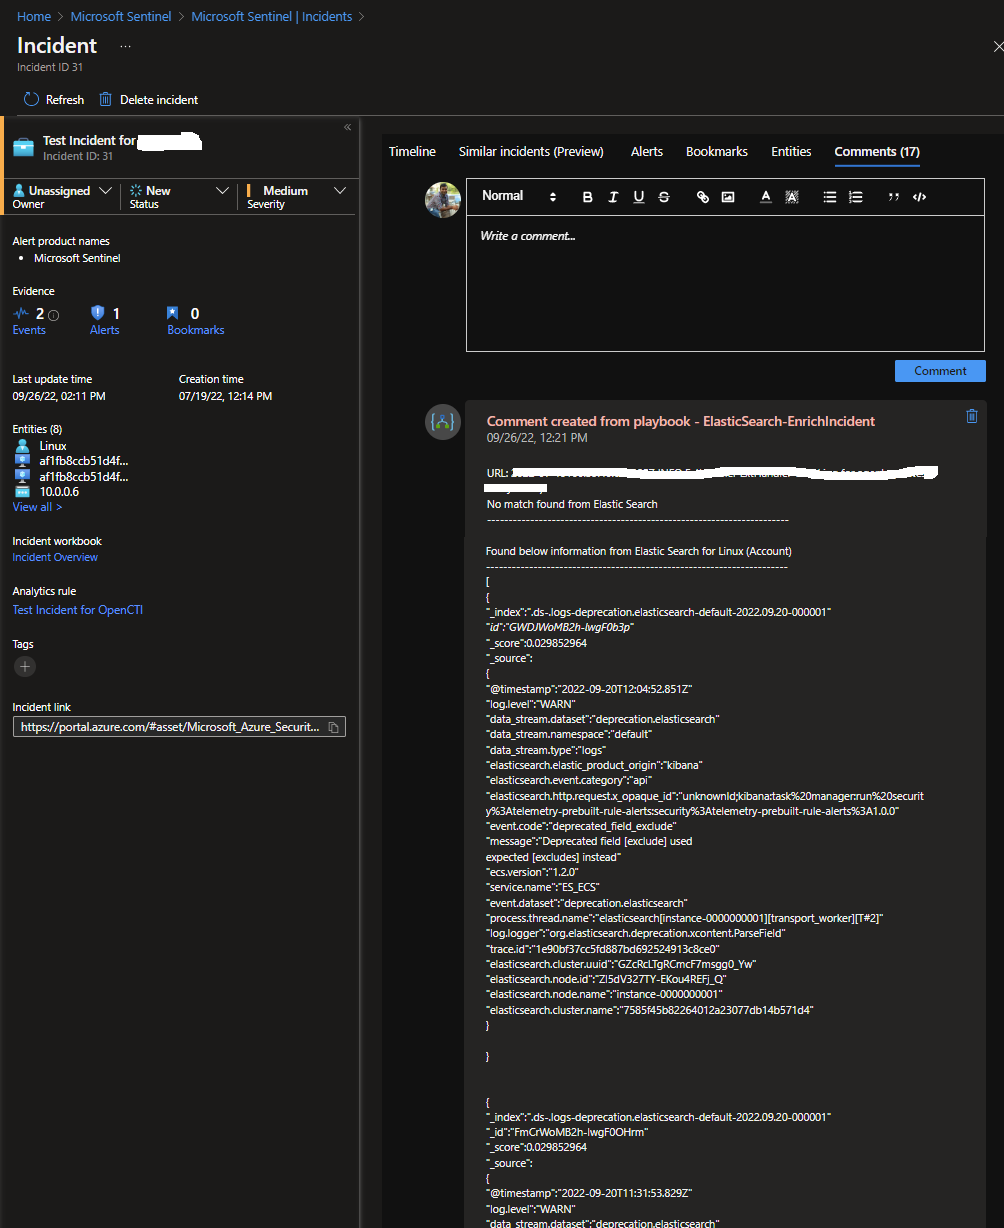 Home > Microsoft Sentinel > Microsoft Sentinel | Incidents >
Incident ...
Incident ID 31
Refresh Delete incident
Test Incident for
Incident ID: 31
Unassigned New Medium
Owner Status Severity
Alert product names
• Microsoft Sentinel
Evidence
2 1 0
Events Alerts Bookmarks
Last update time Creation time
09/26/22, 02:11 PM 07/19/22, 12:14 PM
Entities (8)
Linux
af1fb8ccb51d4f...
af1fb8ccb51d4f...
10.0.0.6
View all >
Incident workbook
Incident Overview
Analytics rule
Test Incident for OpenCTI
Tags
Incident link
https://portal.azure.com/#asset/Microsoft_Azure_Securit...
Timeline Similar incidents (Preview) Alerts Bookmarks Entities Comments (17)
Normal B I U S A A
Write a comment...
Comment
Comment created from playbook - ElasticSearch-EnrichIncident
09/26/22, 12:21 PM
URL:
No match found from Elastic Search
----------------------------------------------------------------------
Found below information from Elastic Search for Linux (Account)
----------------------------------------------------------------------
[
{
"_index":".ds-.logs-deprecation.elasticsearch-default-2022.09.20-000001"
"id":"GWDJWoMB2h-lwgF0b3p"
"_score":0.029852964
"_source":
{
"@timestamp":"2022-09-20T12:04:52.851Z"
"log.level":"WARN"
"data_stream.dataset":"deprecation.elasticsearch"
"data_stream.namespace":"default"
"data_stream.type":"logs"
"elasticsearch.elastic_product_origin":"kibana"
"elasticsearch.event.category":"api"
"elasticsearch.http.request.x_opaque_id":"unknownId;kibana:task%20manager:run%20securit
y%3Atelemetry-prebuilt-rule-alerts:security%3Atelemetry-prebuilt-rule-alerts%3A1.0.0"
"event.code":"deprecated_field_exclude"
"message":"Deprecated field [exclude] used
expected [excludes] instead"
"ecs.version":"1.2.0"
"service.name":"ES_ECS"
"event.dataset":"deprecation.elasticsearch"
"process.thread.name":"elasticsearch[instance-0000000001][transport_worker][T#2]"
"log.logger":"org.elasticsearch.deprecation.xcontent.ParseField"
"trace.id":"1e90bf37cc5fd887bd692524913c8ce0"
"elasticsearch.cluster.uuid":"GZcRcLTgRCmcF7msgg0_Yw"
"elasticsearch.node.id":"Zl5dV327TY-EKou4REFj_Q"
"elasticsearch.node.name":"instance-0000000001"
"elasticsearch.cluster.name":"7585f45b82264012a23077db14b571d4"
}
}
{
"_index":".ds-.logs-deprecation.elasticsearch-default-2022.09.20-000001"
"_id":"FmCrWoMB2h-lwgF0OHrm"
"_score":0.029852964
"_source":
{
"@timestamp":"2022-09-20T11:31:53.829Z"
"log.level":"WARN"
"data_stream.dataset":"deprecation.elasticsearch"